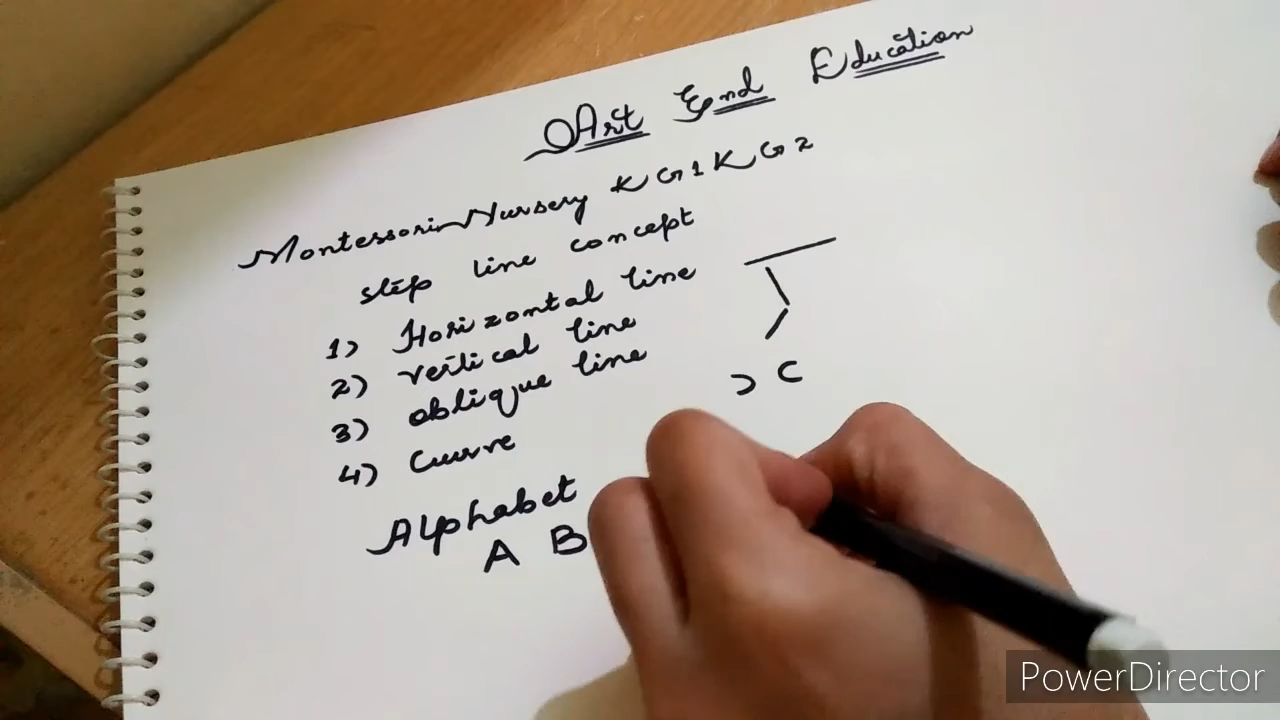 Art End Education
Montessori Nursery KG1 KG2
step line concept
1) Horizontal line
2) vertical line
3) oblique line
4) Curve
Alphabet
A B
PowerDirector